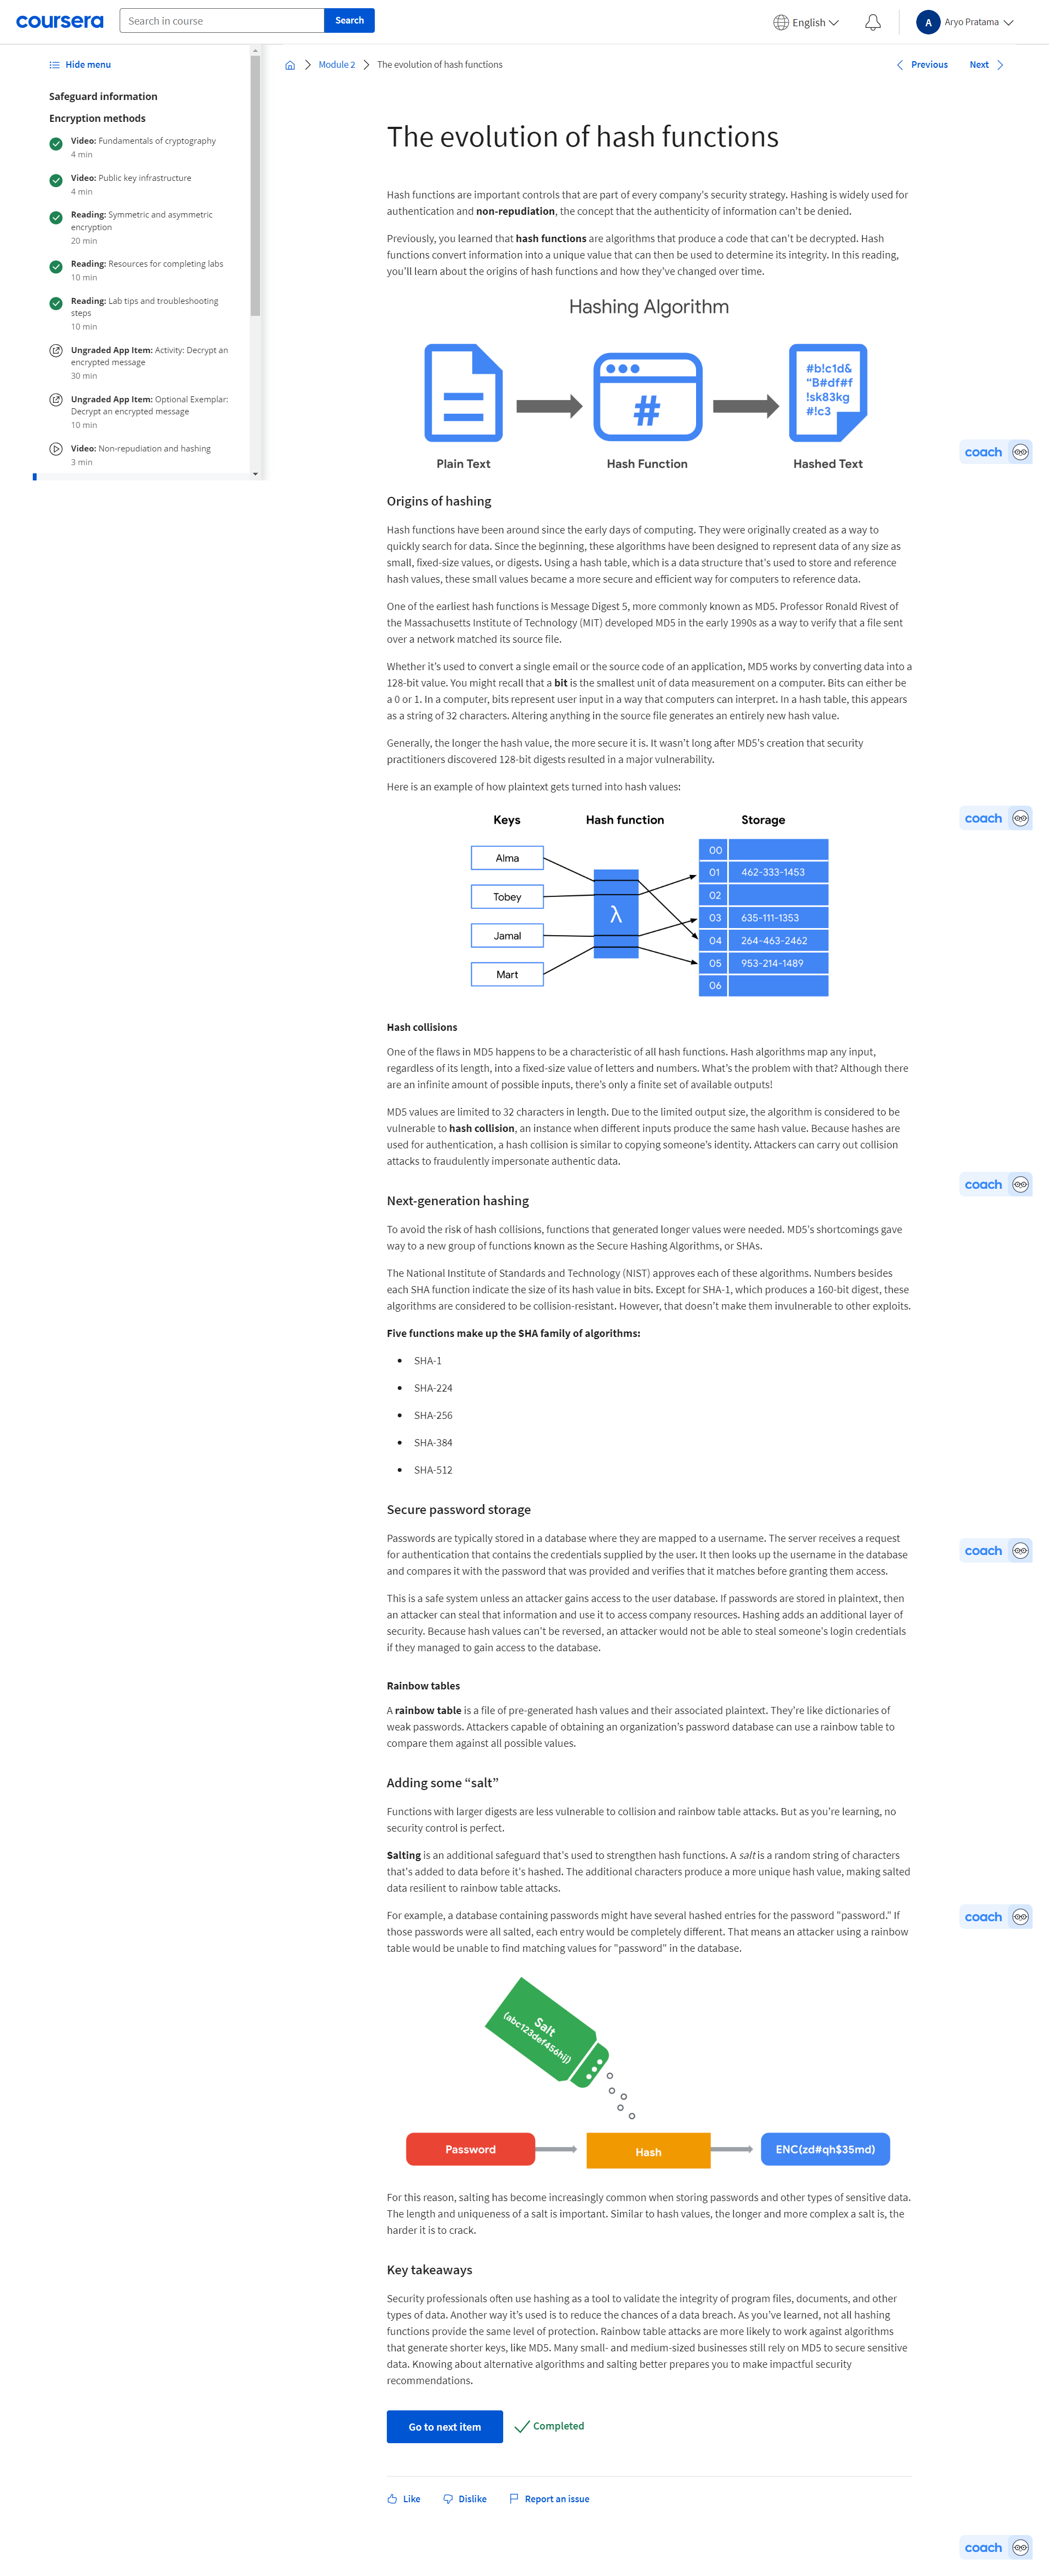 coursera
Search in course
Search
English
A
Aryo Pratama
Hide menu
Safeguard information
Encryption methods
Video: Fundamentals of cryptography
4 min
Video: Public key infrastructure
4 min
Reading: Symmetric and asymmetric
encryption
20 min
Reading: Resources for completing labs
10 min
Reading: Lab tips and troubleshooting
steps
10 min
Ungraded App Item: Activity: Decrypt an
encrypted message
30 min
Ungraded App Item: Optional Exemplar:
Decrypt an encrypted message
10 min
Video: Non-repudiation and hashing
3 min
Module 2
The evolution of hash functions
Previous
Next
The evolution of hash functions
Hash functions are important controls that are part of every company's security strategy. Hashing is widely used for
authentication and non-repudiation, the concept that the authenticity of information can't be denied.
Previously, you learned that hash functions are algorithms that produce a code that can't be decrypted. Hash
functions convert information into a unique value that can then be used to determine its integrity. In this reading,
you'll learn about the origins of hash functions and how they've changed over time.
Hashing Algorithm
#
#b!c1d&
"B#df#f
!sk83kg
#!c3
Plain Text
Hash Function
Hashed Text
coach
Origins of hashing
Hash functions have been around since the early days of computing. They were originally created as a way to
quickly search for data. Since the beginning, these algorithms have been designed to represent data of any size as
small, fixed-size values, or digests. Using a hash table, which is a data structure that's used to store and reference
hash values, these small values became a more secure and efficient way for computers to reference data.
One of the earliest hash functions is Message Digest 5, more commonly known as MD5. Professor Ronald Rivest of
the Massachusetts Institute of Technology (MIT) developed MD5 in the early 1990s as a way to verify that a file sent
over a network matched its source file.
Whether it's used to convert a single email or the source code of an application, MD5 works by converting data into a
128-bit value. You might recall that a bit is the smallest unit of data measurement on a computer. Bits can either be
a 0 or 1. In a computer, bits represent user input in a way that computers can interpret. In a hash table, this appears
as a string of 32 characters. Altering anything in the source file generates an entirely new hash value.
Generally, the longer the hash value, the more secure it is. It wasn't long after MD5's creation that security
practitioners discovered 128-bit digests resulted in a major vulnerability.
Here is an example of how plaintext gets turned into hash values:
coach
Keys
Hash function
Storage
Alma
Tobey
Jamal
Mart
λ
00
01 462-333-1453
02
03 635-111-1353
04 264-463-2462
05 953-214-1489
06
Hash collisions
One of the flaws in MD5 happens to be a characteristic of all hash functions. Hash algorithms map any input,
regardless of its length, into a fixed-size value of letters and numbers. What's the problem with that? Although there
are an infinite amount of possible inputs, there's only a finite set of available outputs!
MD5 values are limited to 32 characters in length. Due to the limited output size, the algorithm is considered to be
vulnerable to hash collision, an instance when different inputs produce the same hash value. Because hashes are
used for authentication, a hash collision is similar to copying someone's identity. Attackers can carry out collision
attacks to fraudulently impersonate authentic data.
coach
Next-generation hashing
To avoid the risk of hash collisions, functions that generated longer values were needed. MD5's shortcomings gave
way to a new group of functions known as the Secure Hashing Algorithms, or SHAs.
The National Institute of Standards and Technology (NIST) approves each of these algorithms. Numbers besides
each SHA function indicate the size of its hash value in bits. Except for SHA-1, which produces a 160-bit digest, these
algorithms are considered to be collision-resistant. However, that doesn't make them invulnerable to other exploits.
Five functions make up the SHA family of algorithms:
• SHA-1
• SHA-224
• SHA-256
• SHA-384
• SHA-512
Secure password storage
Passwords are typically stored in a database where they are mapped to a username. The server receives a request
for authentication that contains the credentials supplied by the user. It then looks up the username in the database
and compares it with the password that was provided and verifies that it matches before granting them access.
coach
This is a safe system unless an attacker gains access to the user database. If passwords are stored in plaintext, then
an attacker can steal that information and use it to access company resources. Hashing adds an additional layer of
security. Because hash values can't be reversed, an attacker would not be able to steal someone's login credentials
if they managed to gain access to the database.
Rainbow tables
A rainbow table is a file of pre-generated hash values and their associated plaintext. They're like dictionaries of
weak passwords. Attackers capable of obtaining an organization's password database can use a rainbow table to
compare them against all possible values.
Adding some “salt”
Functions with larger digests are less vulnerable to collision and rainbow table attacks. But as you're learning, no
security control is perfect.
Salting is an additional safeguard that's used to strengthen hash functions. A salt is a random string of characters
that's added to data before it's hashed. The additional characters produce a more unique hash value, making salted
data resilient to rainbow table attacks.
For example, a database containing passwords might have several hashed entries for the password "password." If
those passwords were all salted, each entry would be completely different. That means an attacker using a rainbow
table would be unable to find matching values for "password" in the database.
coach
Salt
(abc123def456hij)
Password
Hash
ENC(zd#qh$35md)
For this reason, salting has become increasingly common when storing passwords and other types of sensitive data.
The length and uniqueness of a salt is important. Similar to hash values, the longer and more complex a salt is, the
harder it is to crack.
Key takeaways
Security professionals often use hashing as a tool to validate the integrity of program files, documents, and other
types of data. Another way it's used is to reduce the chances of a data breach. As you've learned, not all hashing
functions provide the same level of protection. Rainbow table attacks are more likely to work against algorithms
that generate shorter keys, like MD5. Many small- and medium-sized businesses still rely on MD5 to secure sensitive
data. Knowing about alternative algorithms and salting better prepares you to make impactful security
recommendations.
Go to next item
Completed
Like
Dislike
Report an issue
coach